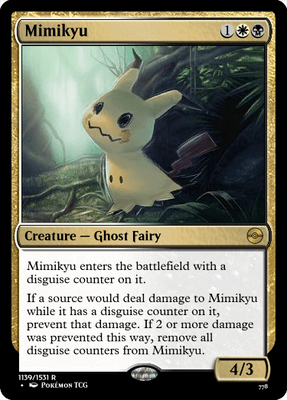 Mimikyu 1
Creature — Ghost Fairy
Mimikyu enters the battlefield with a
disguise counter on it.
If a source would deal damage to Mimikyu
while it has a disguise counter on it,
prevent that damage. If 2 or more damage
was prevented this way, remove all
disguise counters from Mimikyu.
4/3
1139/1531 R
• Pokémon TCG
778